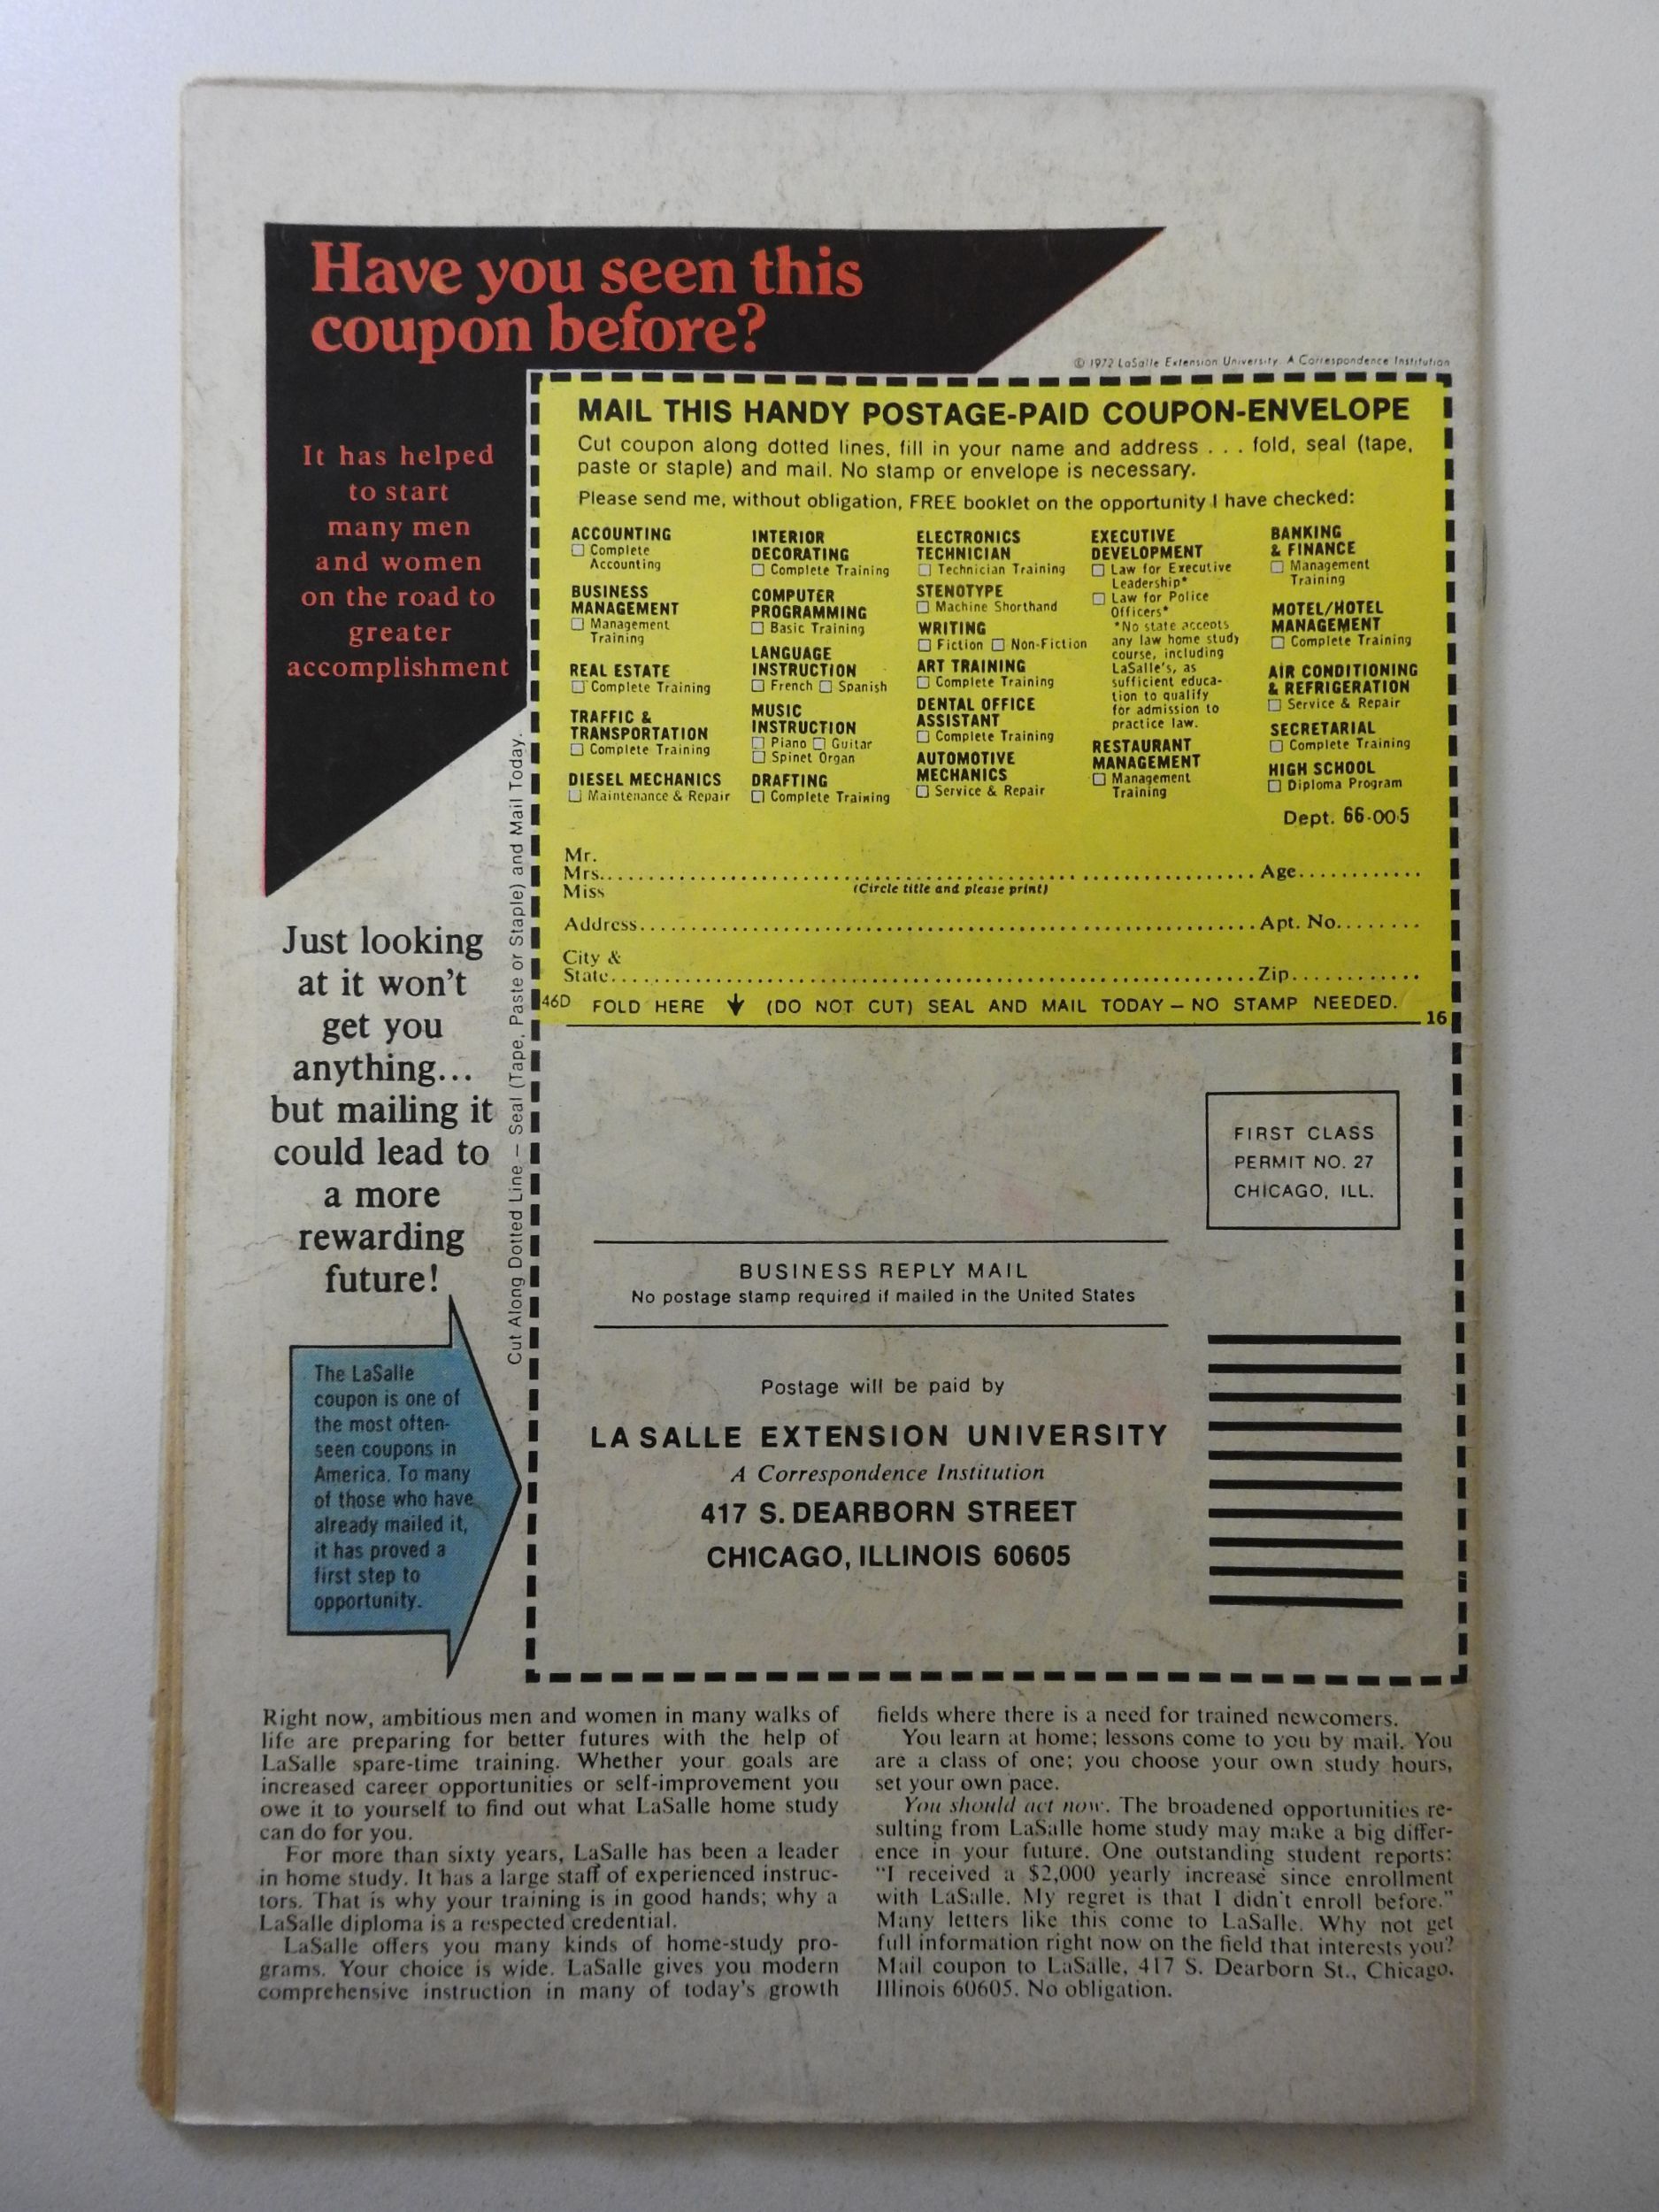 Have you seen this
coupon before?
It has helped
to start
many men
and women
on the road to
greater
accomplishment
© 1972 LaSalle Extension University A Correspondence Institution
MAIL THIS HANDY POSTAGE-PAID COUPON-ENVELOPE
Cut coupon along dotted lines, fill in your name and address . . . fold, seal (tape,
paste or staple) and mail. No stamp or envelope is necessary.
Please send me, without obligation, FREE booklet on the opportunity I have checked:
ACCOUNTING
☐ Complete
Accounting
BUSINESS
MANAGEMENT
☐ Management
Training
REAL ESTATE
☐ Complete Training
TRAFFIC &
TRANSPORTATION
☐ Complete Training
DIESEL MECHANICS
☐ Maintenance & Repair
INTERIOR
DECORATING
☐ Complete Training
COMPUTER
PROGRAMMING
☐ Basic Training
LANGUAGE
INSTRUCTION
☐ French ☐ Spanish
MUSIC
INSTRUCTION
☐ Piano ☐ Guitar
☐ Spinet Organ
DRAFTING
☐ Complete Training
ELECTRONICS
TECHNICIAN
☐ Technician Training
STENOTYPE
☐ Machine Shorthand
WRITING
☐ Fiction ☐ Non-Fiction
ART TRAINING
☐ Complete Training
DENTAL OFFICE
ASSISTANT
☐ Complete Training
AUTOMOTIVE
MECHANICS
☐ Service & Repair
EXECUTIVE
DEVELOPMENT
☐ Law for Executive
Leadership*
☐ Law for Police
Officers*
*No state accepts
any law home study
course, including
LaSalle's, as
sufficient educa-
tion to qualify
for admission to
practice law.
RESTAURANT
MANAGEMENT
☐ Management
Training
BANKING
& FINANCE
☐ Management
Training
MOTEL/HOTEL
MANAGEMENT
☐ Complete Training
AIR CONDITIONING
& REFRIGERATION
☐ Service & Repair
SECRETARIAL
☐ Complete Training
HIGH SCHOOL
☐ Diploma Program
Dept. 66-005
Mr.
Mrs. Age
Miss (Circle title and please print)
Address Apt. No.
City &
State Zip
46D FOLD HERE ↓ (DO NOT CUT) SEAL AND MAIL TODAY — NO STAMP NEEDED.
16
Cut Along Dotted Line — Seal (Tape, Paste or Staple) and Mail Today.
Just looking
at it won't
get you
anything...
but mailing it
could lead to
a more
rewarding
future!
The LaSalle
coupon is one of
the most often-
seen coupons in
America. To many
of those who have
already mailed it,
it has proved a
first step to
opportunity.
FIRST CLASS
PERMIT NO. 27
CHICAGO, ILL.
BUSINESS REPLY MAIL
No postage stamp required if mailed in the United States
Postage will be paid by
LA SALLE EXTENSION UNIVERSITY
A Correspondence Institution
417 S. DEARBORN STREET
CHICAGO, ILLINOIS 60605
Right now, ambitious men and women in many walks of
life are preparing for better futures with the help of
LaSalle spare-time training. Whether your goals are
increased career opportunities or self-improvement you
owe it to yourself to find out what LaSalle home study
can do for you.
For more than sixty years, LaSalle has been a leader
in home study. It has a large staff of experienced instruc-
tors. That is why your training is in good hands; why a
LaSalle diploma is a respected credential.
LaSalle offers you many kinds of home-study pro-
grams. Your choice is wide. LaSalle gives you modern
comprehensive instruction in many of today's growth
fields where there is a need for trained newcomers.
You learn at home; lessons come to you by mail. You
are a class of one; you choose your own study hours,
set your own pace.
You should act now. The broadened opportunities re-
sulting from LaSalle home study may make a big differ-
ence in your future. One outstanding student reports:
"I received a $2,000 yearly increase since enrollment
with LaSalle. My regret is that I didn't enroll before."
Many letters like this come to LaSalle. Why not get
full information right now on the field that interests you?
Mail coupon to LaSalle, 417 S. Dearborn St., Chicago,
Illinois 60605. No obligation.